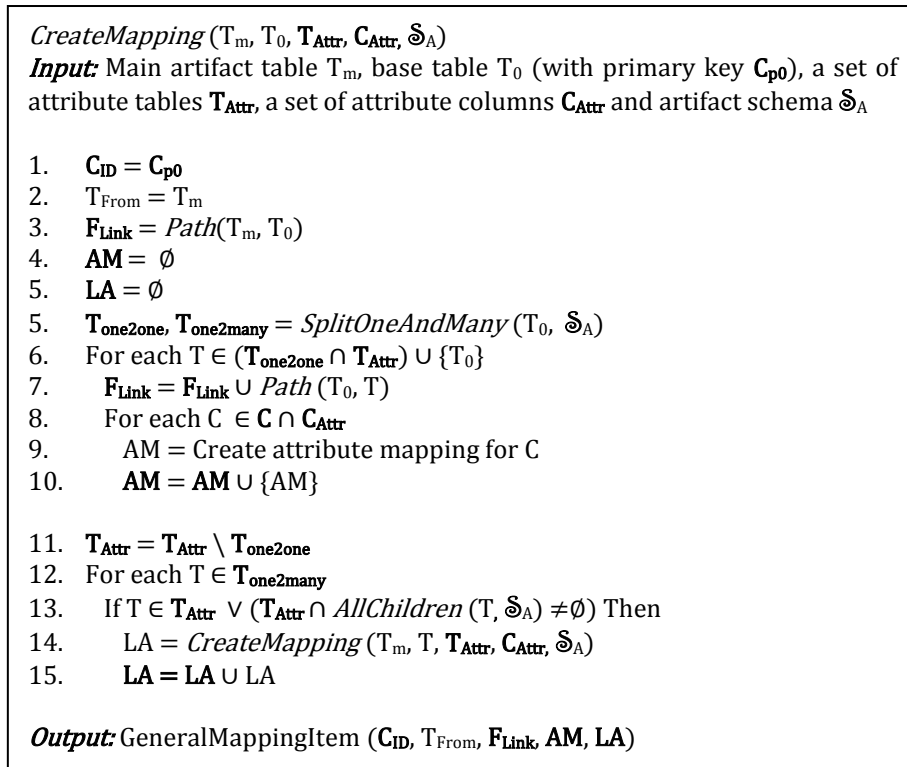 CreateMapping (Tm, T0, TAttr, CAttr, 𝕊A)
Input: Main artifact table Tm, base table T0 (with primary key Cp0), a set of
attribute tables TAttr, a set of attribute columns CAttr and artifact schema 𝕊A
1. CID = Cp0
2. TFrom = Tm
3. FLink = Path(Tm, T0)
4. AM = ∅
5. LA = ∅
5. Tone2one, Tone2many = SplitOneAndMany (T0, 𝕊A)
6. For each T ∈ (Tone2one ∩ TAttr) ∪ {T0}
7. FLink = FLink ∪ Path (T0, T)
8. For each C ∈ C ∩ CAttr
9. AM = Create attribute mapping for C
10. AM = AM ∪ {AM}
11. TAttr = TAttr \ Tone2one
12. For each T ∈ Tone2many
13. If T ∈ TAttr ∨ (TAttr ∩ AllChildren (T, 𝕊A) ≠∅) Then
14. LA = CreateMapping (Tm, T, TAttr, CAttr, 𝕊A)
15. LA = LA ∪ LA
Output: GeneralMappingItem (CID, TFrom, FLink, AM, LA)